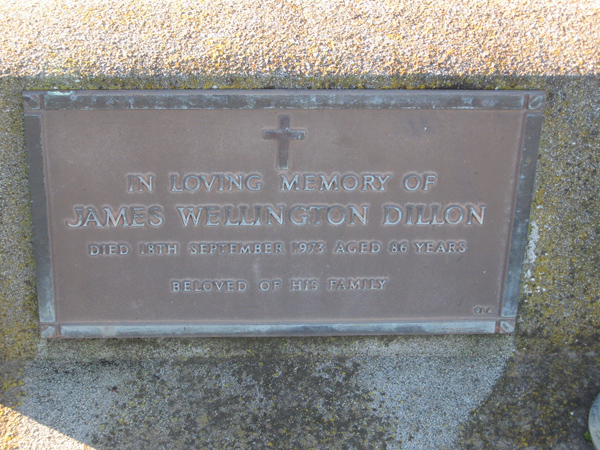 IN LOVING MEMORY OF
JAMES WELLINGTON DILLON
DIED 18TH SEPTEMBER 1973 AGED 86 YEARS
BELOVED OF HIS FAMILY